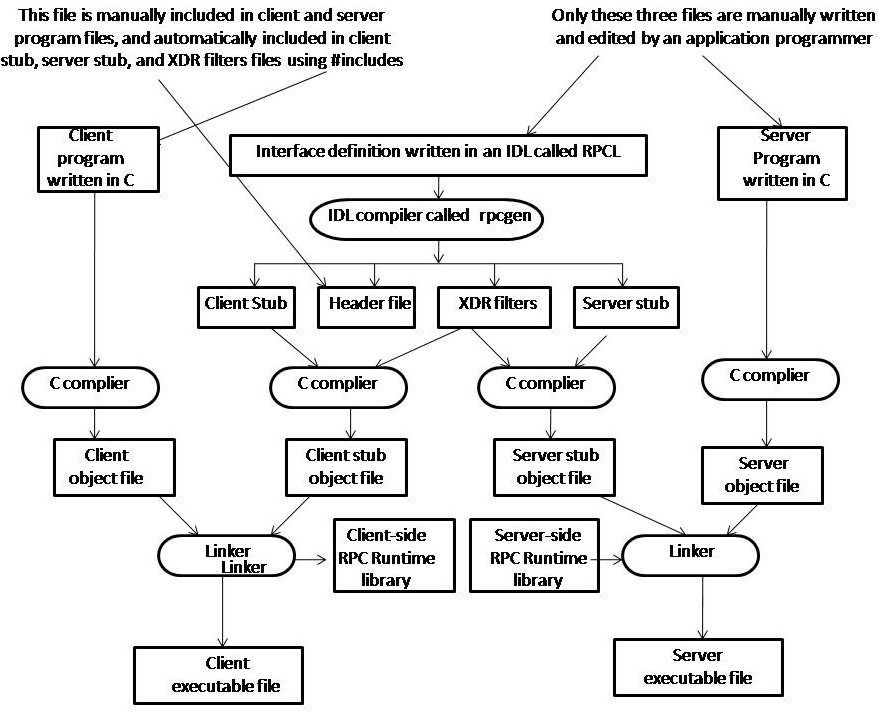 This file is manually included in client and server
program files, and automatically included in client
stub, server stub, and XDR filters files using #includes
Only these three files are manually written
and edited by an application programmer
Client
program
written in C
Interface definition written in an IDL called RPCL
Server
Program
written in C
IDL compiler called rpcgen
Client Stub
Header file
XDR filters
Server stub
C complier
C complier
C complier
C complier
Client
object file
Client stub
object file
Server stub
object file
Server
object file
Linker
Linker
Client-side
RPC Runtime
library
Server-side
RPC Runtime
library
Linker
Client
executable file
Server
executable file